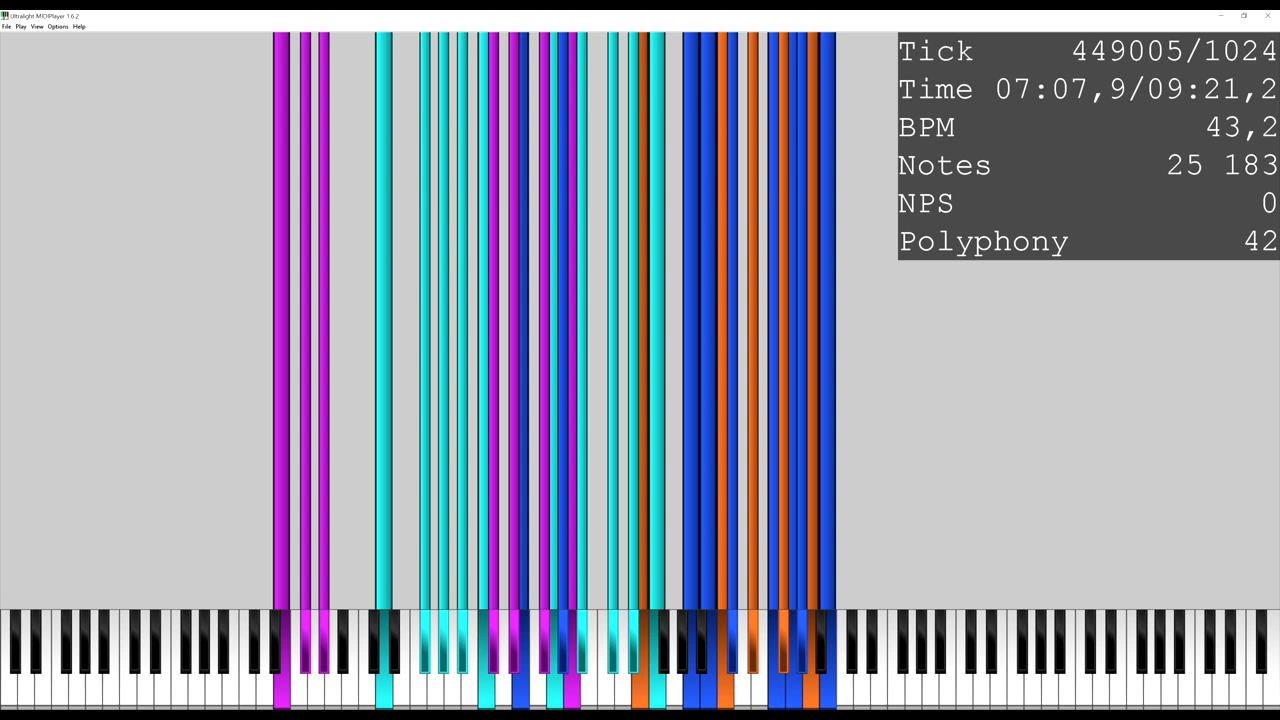 Ultralight MIDIPlayer 1.6.2
File Play View Options Help
Tick 449005/1024
Time 07:07,9/09:21,2
BPM 43,2
Notes 25 183
NPS 0
Polyphony 42